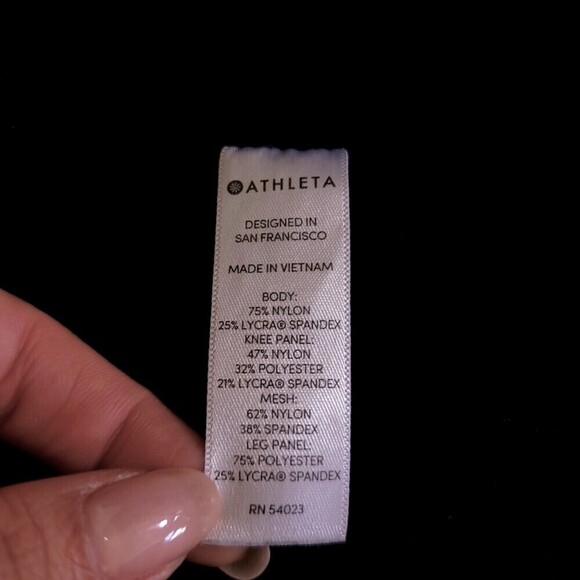 ATHLETA
DESIGNED IN
SAN FRANCISCO
MADE IN VIETNAM
BODY:
75% NYLON
25% LYCRA® SPANDEX
KNEE PANEL:
47% NYLON
32% POLYESTER
21% LYCRA® SPANDEX
MESH:
62% NYLON
38% SPANDEX
LEG PANEL:
75% POLYESTER
25% LYCRA® SPANDEX
RN 54023